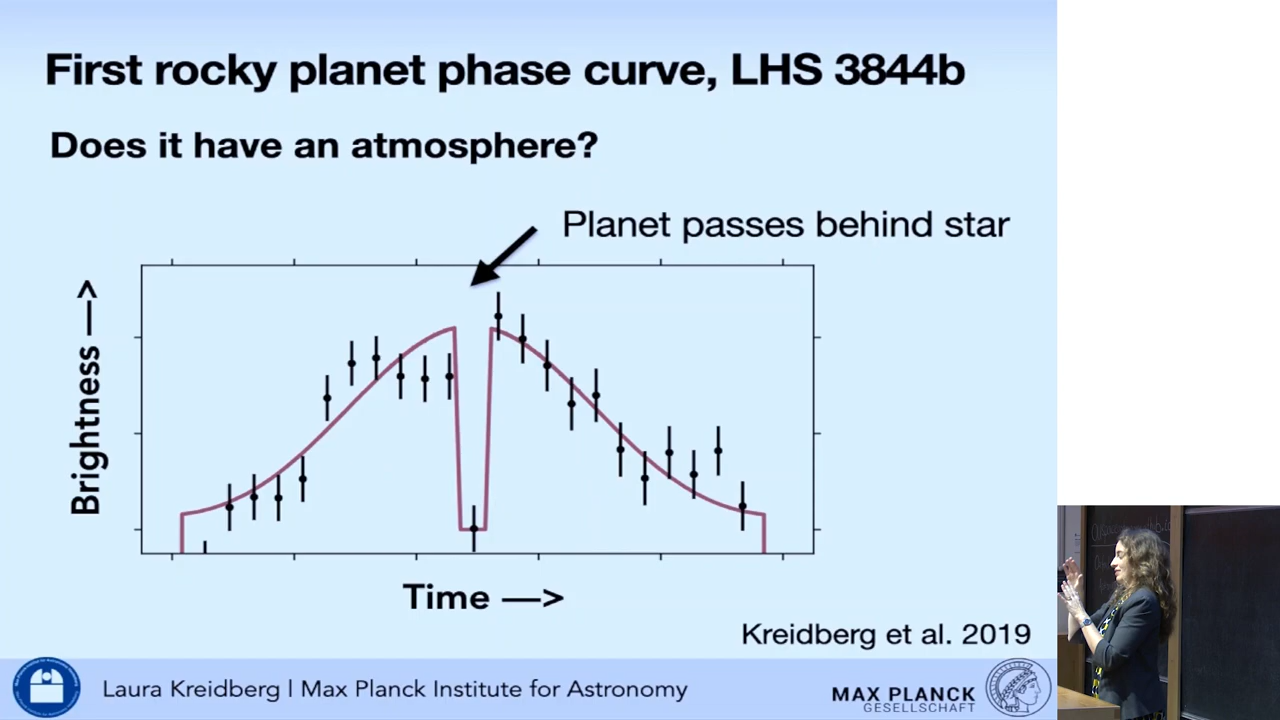 First rocky planet phase curve, LHS 3844b
Does it have an atmosphere?
Planet passes behind star
Brightness —>
Time —>
Kreidberg et al. 2019
Laura Kreidberg | Max Planck Institute for Astronomy
MAX PLANCK
GESELLSCHAFT